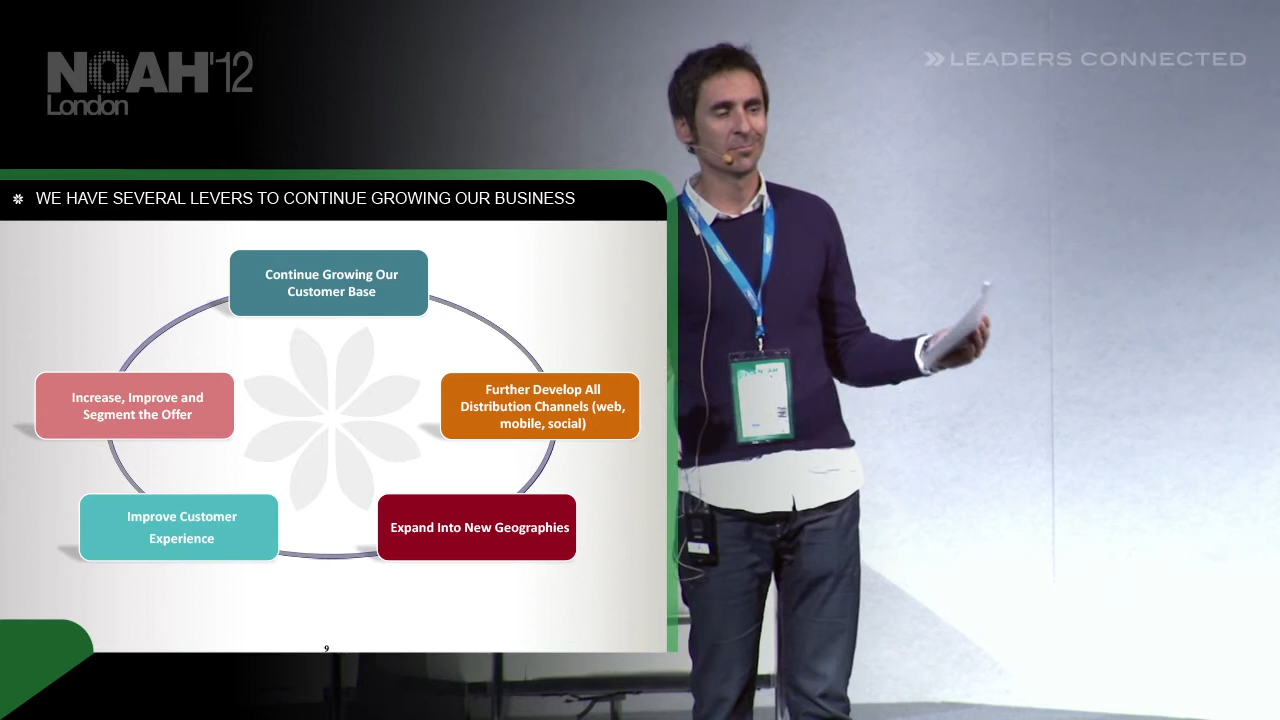 NOAH'12
London
LEADERS CONNECTED
WE HAVE SEVERAL LEVERS TO CONTINUE GROWING OUR BUSINESS
Continue Growing Our
Customer Base
Increase, Improve and
Segment the Offer
Further Develop All
Distribution Channels (web,
mobile, social)
Improve Customer
Experience
Expand Into New Geographies
9